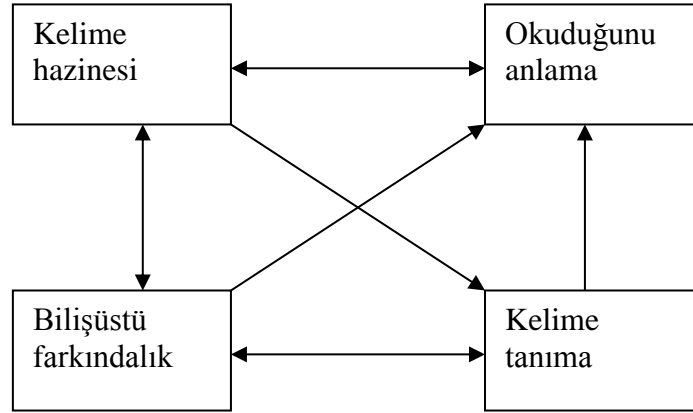 Kelime
hazinesi
Okuduğunu
anlama
Bilişüstü
farkındalık
Kelime
tanıma